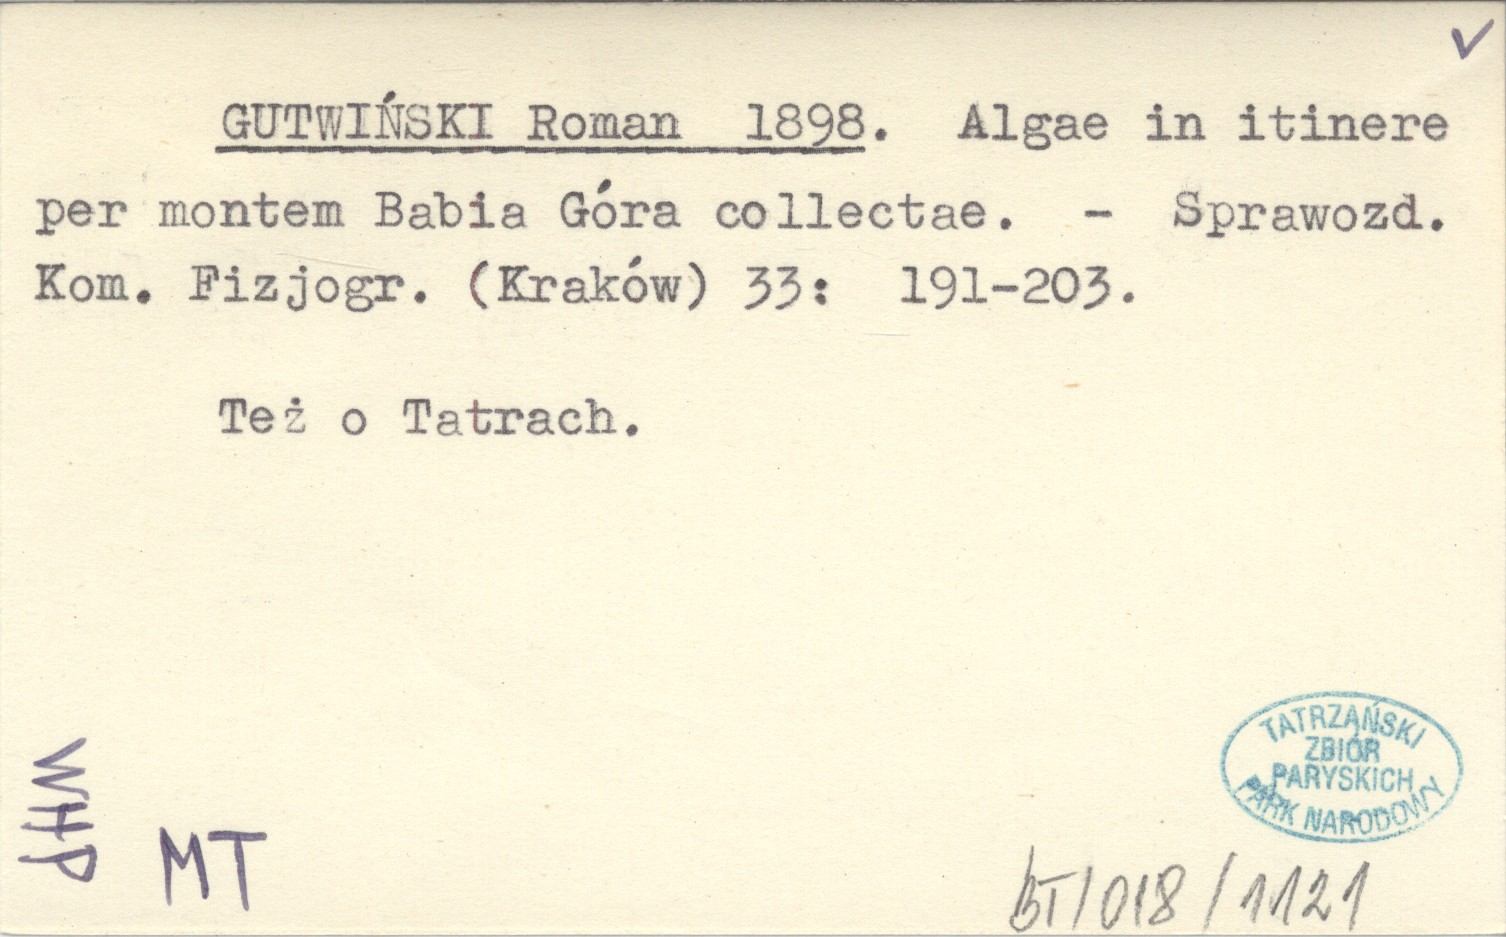 GUTWIŃSKI Roman 1898. Algae in itinere
per montem Babia Góra collectae. - Sprawozd.
Kom. Fizjogr. (Kraków) 33: 191-203.
Też o Tatrach.
WHP
MT
TATRZAŃSKI
ZBIÓR
PARYSKICH
PARK NARODOWY
BT/018/1121